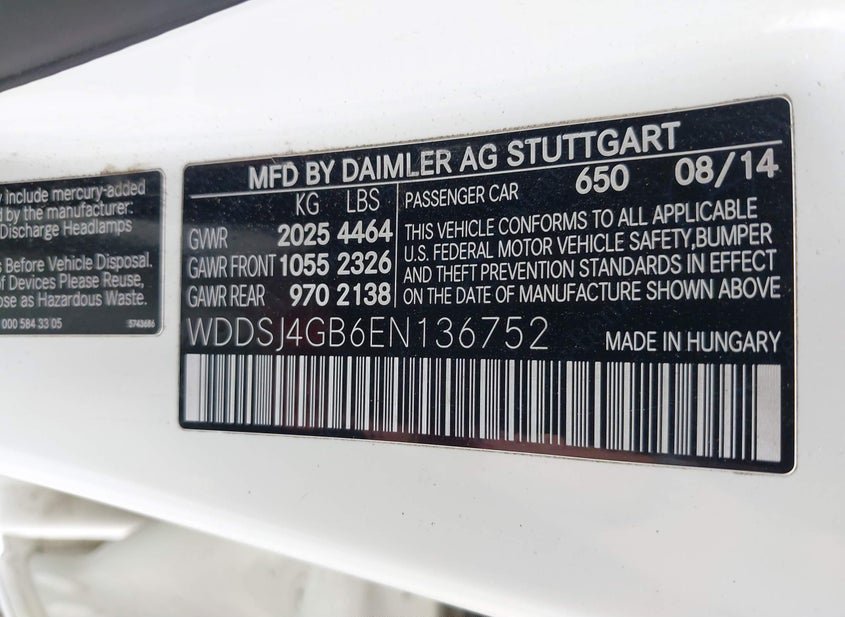 y include mercury-added
d by the manufacturer:
Discharge Headlamps
s Before Vehicle Disposal.
of Devices Please Reuse,
ose as Hazardous Waste.
000 584 33 05 5743686
MFD BY DAIMLER AG STUTTGART
KG LBS
GVWR 2025 4464
GAWR FRONT 1055 2326
GAWR REAR 970 2138
PASSENGER CAR 650 08/14
THIS VEHICLE CONFORMS TO ALL APPLICABLE
U.S. FEDERAL MOTOR VEHICLE SAFETY,BUMPER
AND THEFT PREVENTION STANDARDS IN EFFECT
ON THE DATE OF MANUFACTURE SHOWN ABOVE
WDDSJ4GB6EN136752
MADE IN HUNGARY